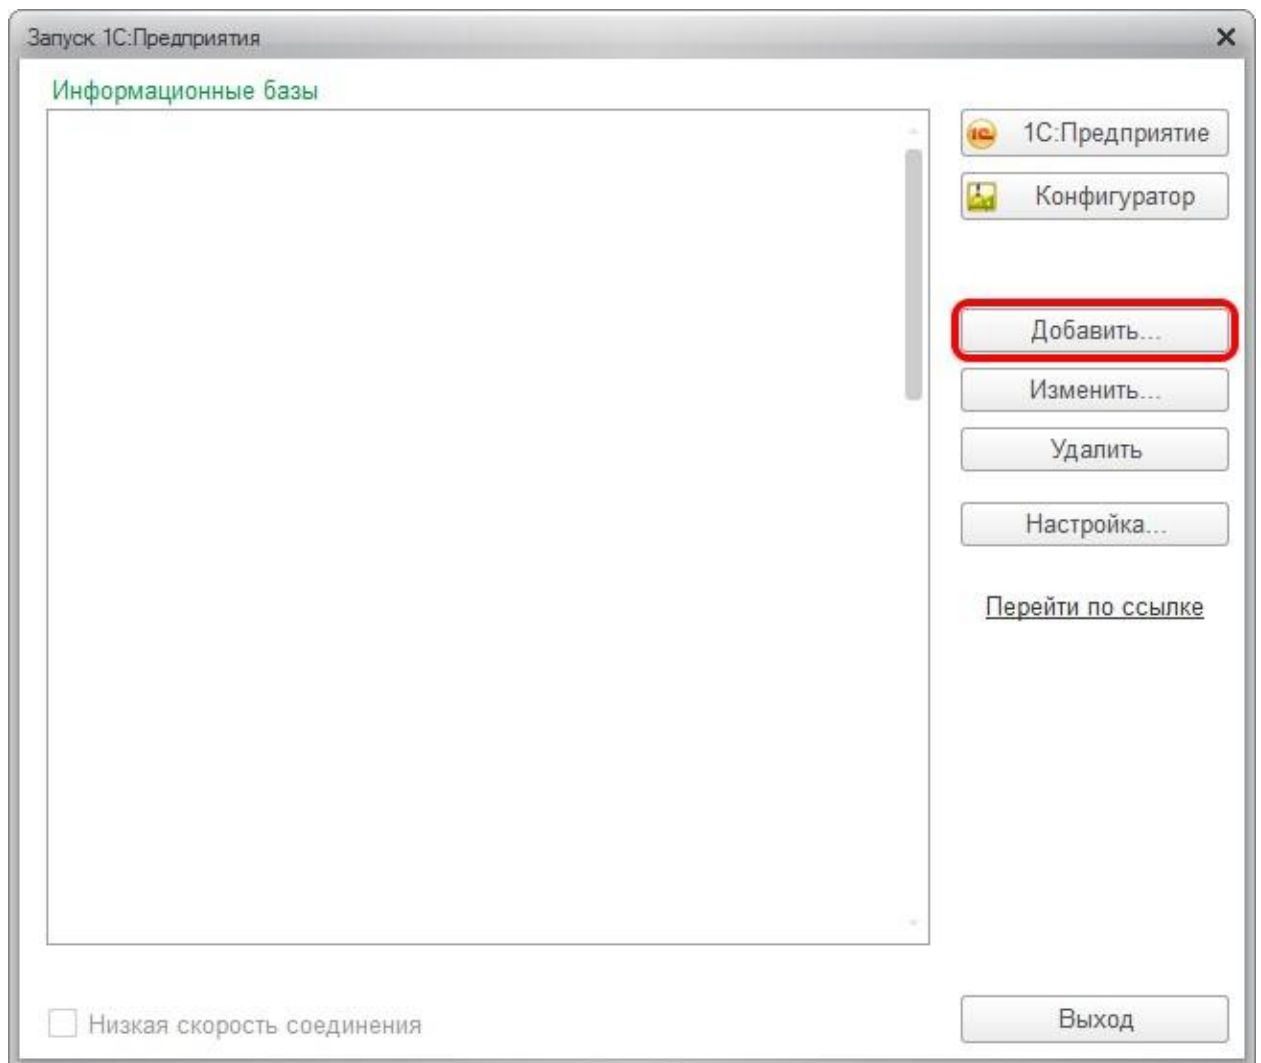 Запуск 1С:Предприятия
Информационные базы
1С:Предприятие
Конфигуратор
Добавить...
Изменить...
Удалить
Настройка...
Перейти по ссылке
Низкая скорость соединения
Выход